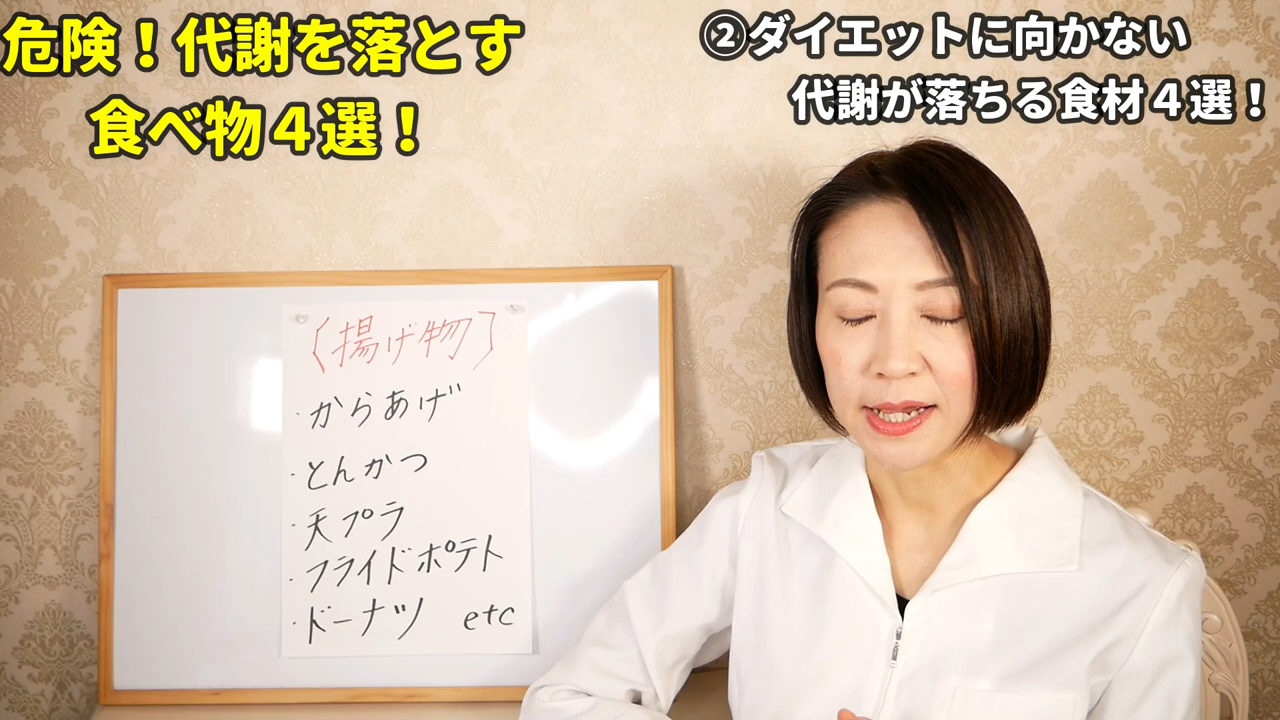 危険！代謝を落とす
食べ物４選！
②ダイエットに向かない
代謝が落ちる食材４選！
〔揚げ物〕
・からあげ
・とんかつ
・天プラ
・フライドポテト
・ドーナツ etc